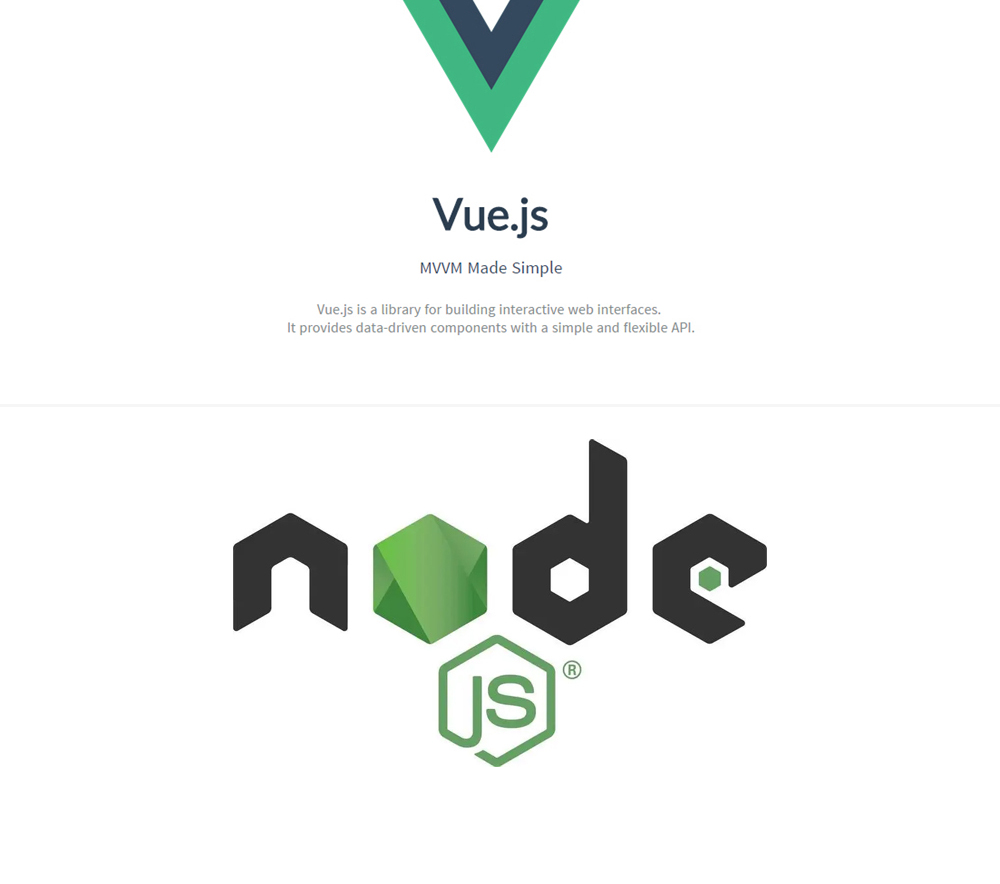 Vue.js
MVVM Made Simple
Vue.js is a library for building interactive web interfaces.
It provides data-driven components with a simple and flexible API.
node
JS®